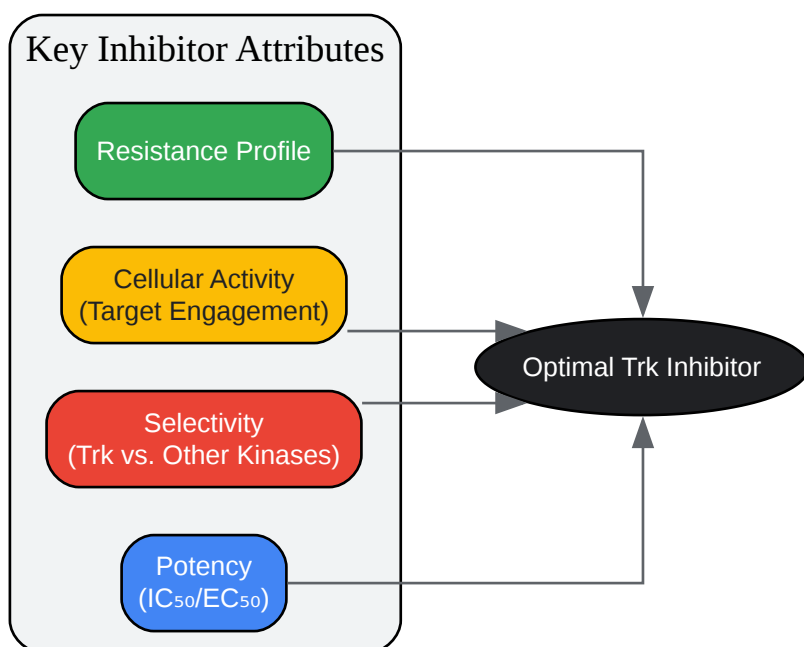 Key Inhibitor Attributes
Resistance Profile
Cellular Activity
(Target Engagement)
Optimal Trk Inhibitor
Selectivity
(Trk vs. Other Kinases)
Potency
(IC₅₀/EC₅₀)